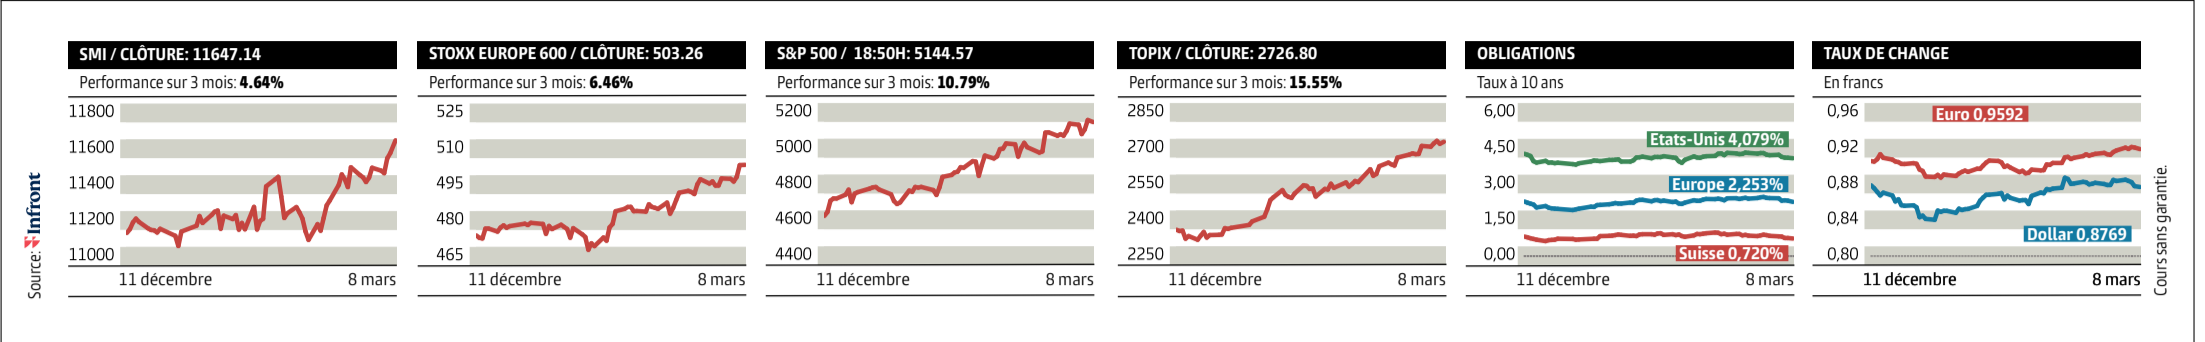 SMI / CLÔTURE: 11647.14
Performance sur 3 mois: 4.64%
11800
11600
11400
11200
11000
11 décembre 8 mars
STOXX EUROPE 600 / CLÔTURE: 503.26
Performance sur 3 mois: 6.46%
525
510
495
480
465
11 décembre 8 mars
S&P 500 / 18:50H: 5144.57
Performance sur 3 mois: 10.79%
5200
5000
4800
4600
4400
11 décembre 8 mars
TOPIX / CLÔTURE: 2726.80
Performance sur 3 mois: 15.55%
2850
2700
2550
2400
2250
11 décembre 8 mars
OBLIGATIONS
Taux à 10 ans
6,00
4,50
3,00
1,50
0,00
Etats-Unis 4,079%
Europe 2,253%
Suisse 0,720%
11 décembre 8 mars
TAUX DE CHANGE
En francs
0,96
0,92
0,88
0,84
0,80
Euro 0,9592
Dollar 0,8769
11 décembre 8 mars
Source: Infront
Cours sans garantie.